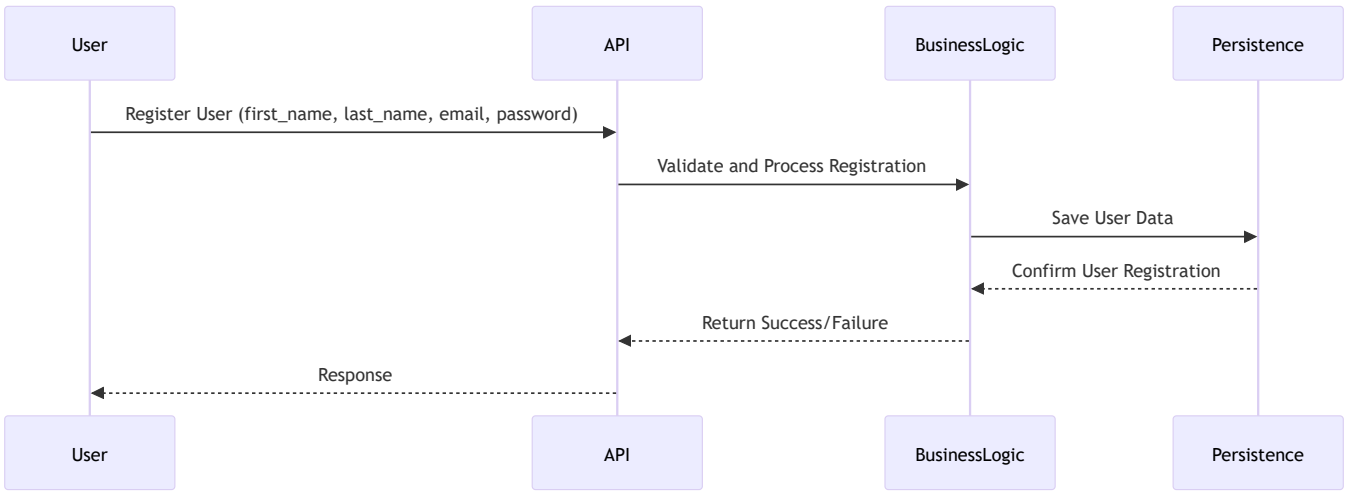 User
API
BusinessLogic
Persistence
Register User (first_name, last_name, email, password)
Validate and Process Registration
Save User Data
Confirm User Registration
Return Success/Failure
Response
User
API
BusinessLogic
Persistence